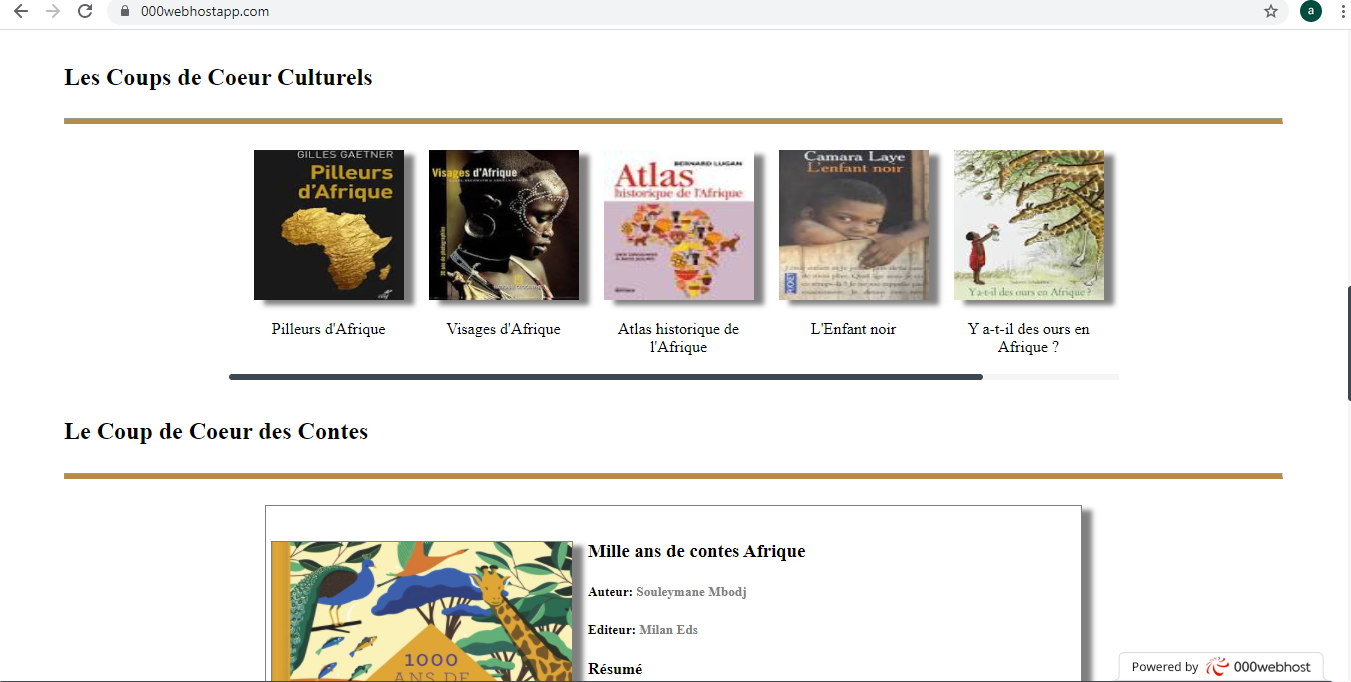 000webhostapp.com
a
Les Coups de Coeur Culturels
GILLES GAETNER
Pilleurs
d'Afrique
Visages d'Afrique
BERNARD LUGAN
Atlas
historique de l'Afrique
Camara Laye
L'enfant noir
Y a-t-il des ours en Afrique ?
Pilleurs d'Afrique
Visages d'Afrique
Atlas historique de
l'Afrique
L'Enfant noir
Y a-t-il des ours en
Afrique ?
Le Coup de Coeur des Contes
1000
ANS DE
Mille ans de contes Afrique
Auteur: Souleymane Mbodj
Editeur: Milan Eds
Résumé
Powered by 000webhost